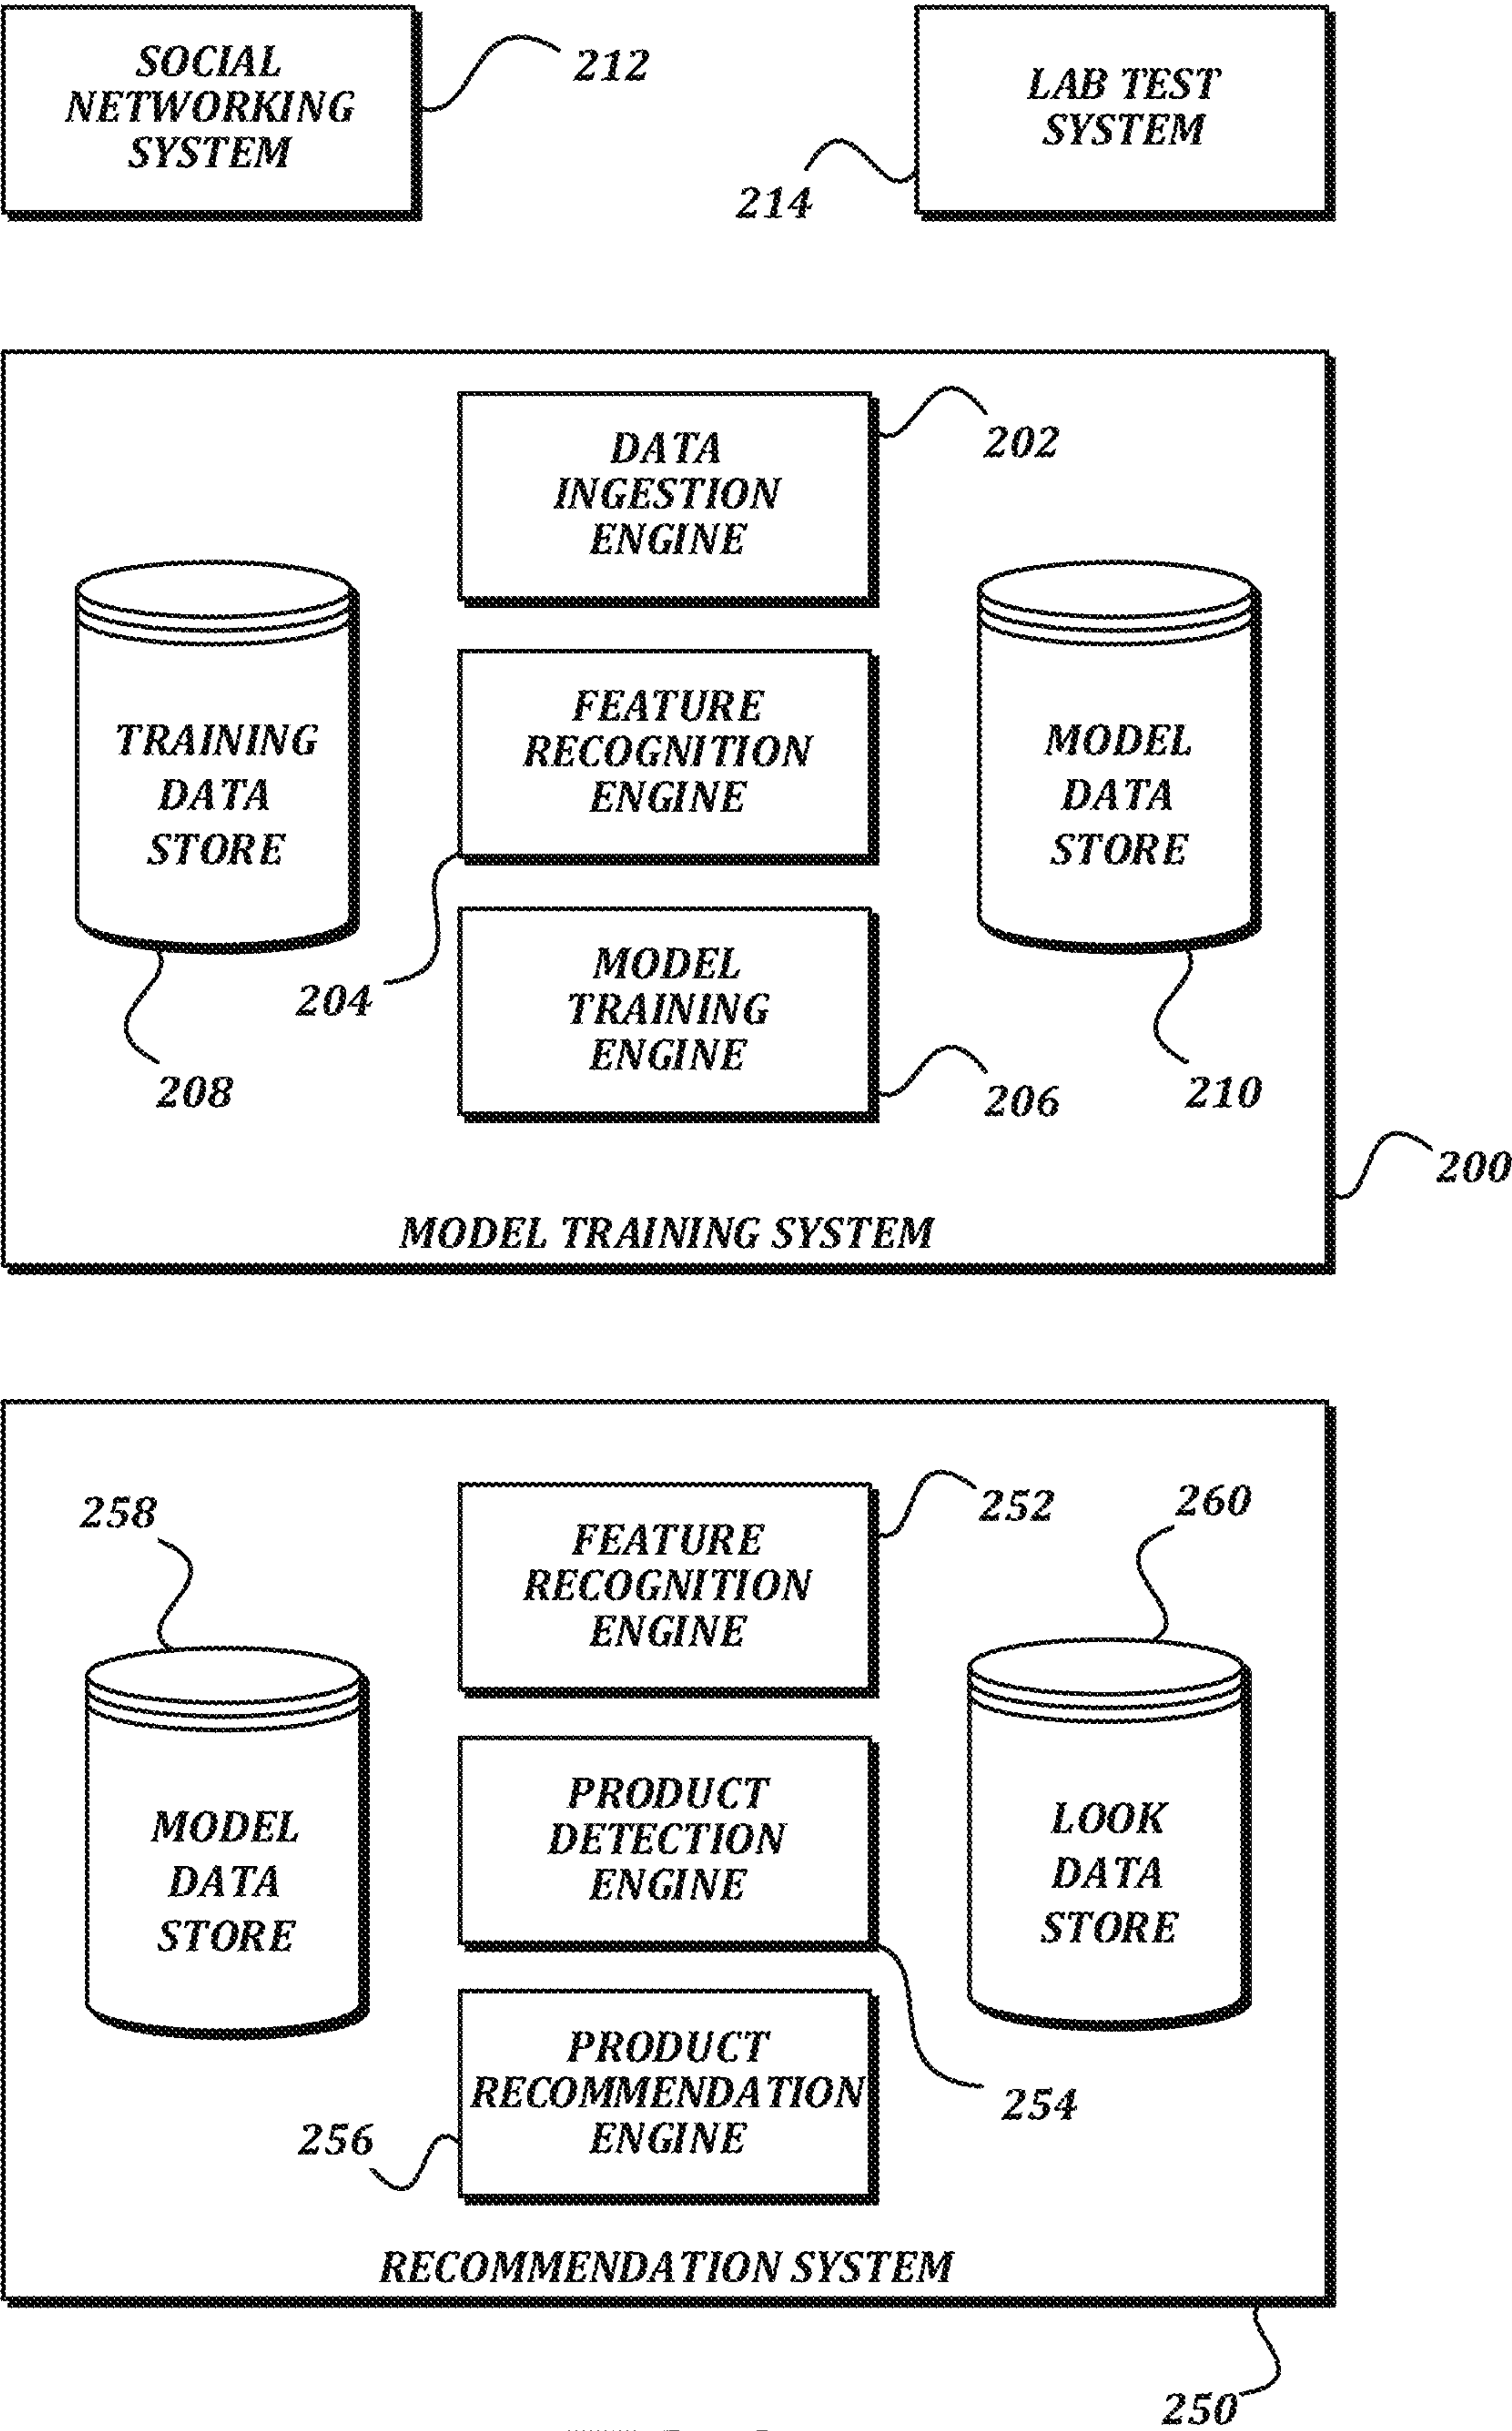 SOCIAL
NETWORKING
SYSTEM
212
LAB TEST
SYSTEM
214
DATA
INGESTION
ENGINE
202
TRAINING
DATA
STORE
208
FEATURE
RECOGNITION
ENGINE
204
MODEL
DATA
STORE
210
MODEL
TRAINING
ENGINE
206
200
MODEL TRAINING SYSTEM
258
FEATURE
RECOGNITION
ENGINE
252
260
MODEL
DATA
STORE
PRODUCT
DETECTION
ENGINE
254
LOOK
DATA
STORE
PRODUCT
RECOMMENDATION
ENGINE
256
RECOMMENDATION SYSTEM
250